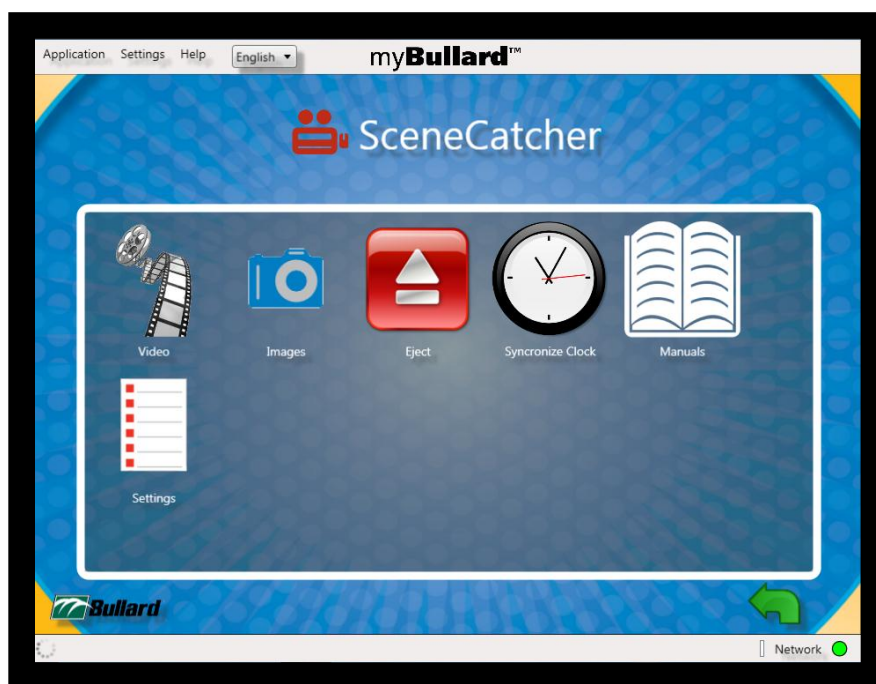 Application Settings Help English myBullard™
SceneCatcher
Video Images Eject Syncronize Clock Manuals
Settings
Bullard
Network